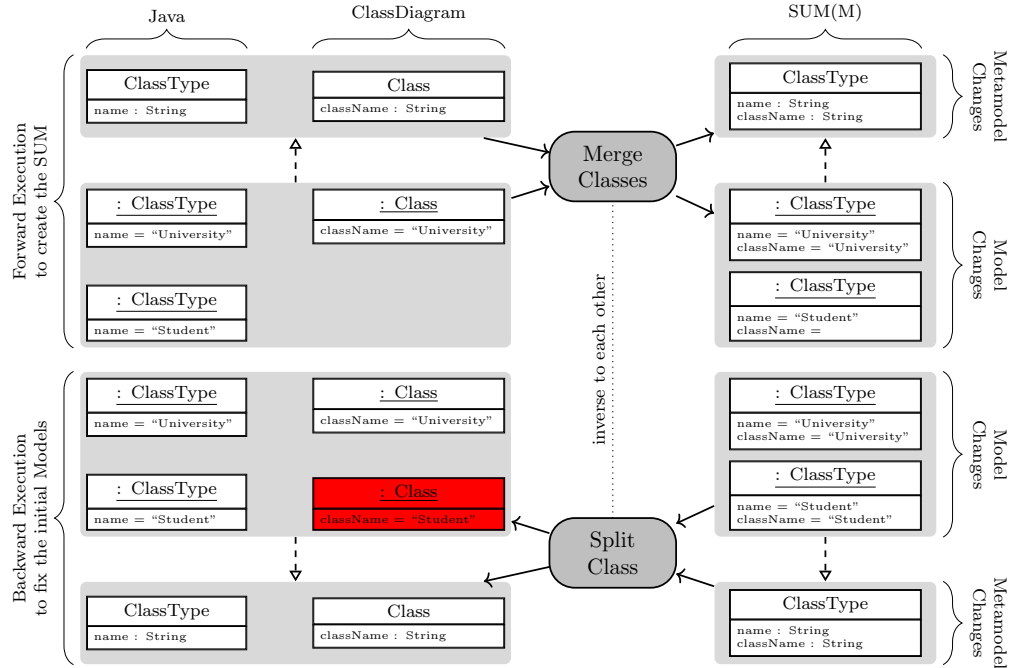 Java
ClassDiagram
SUM(M)
Forward Execution
to create the SUM
ClassType
name : String
Class
className : String
ClassType
name : String
className : String
Metamodel
Changes
Merge
Classes
: ClassType
name = “University”
: Class
className = “University”
: ClassType
name = “Student”
: ClassType
name = “University”
className = “University”
: ClassType
name = “Student”
className =
Model
Changes
inverse to each other
Backward Execution
to fix the initial Models
: ClassType
name = “University”
: Class
className = “University”
: ClassType
name = “Student”
: Class
className = “Student”
: ClassType
name = “University”
className = “University”
: ClassType
name = “Student”
className = “Student”
Model
Changes
Split
Class
ClassType
name : String
Class
className : String
ClassType
name : String
className : String
Metamodel
Changes